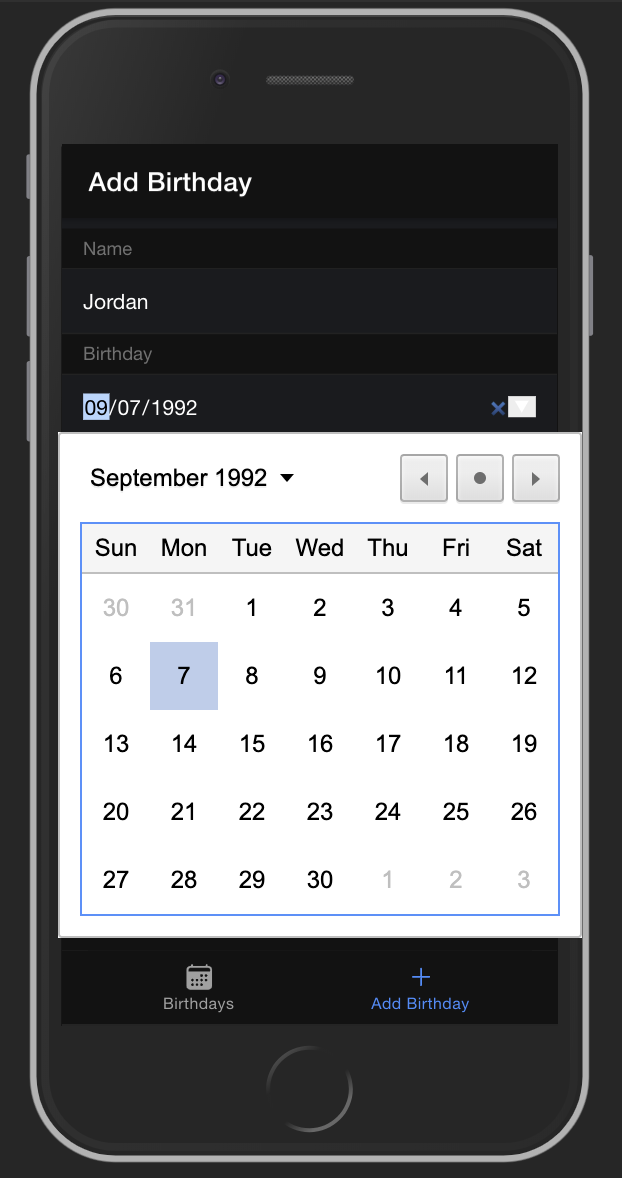 Add Birthday
Name
Jordan
Birthday
09/07/1992
September 1992
Sun Mon Tue Wed Thu Fri Sat
30 31 1 2 3 4 5
6 7 8 9 10 11 12
13 14 15 16 17 18 19
20 21 22 23 24 25 26
27 28 29 30 1 2 3
Birthdays Add Birthday